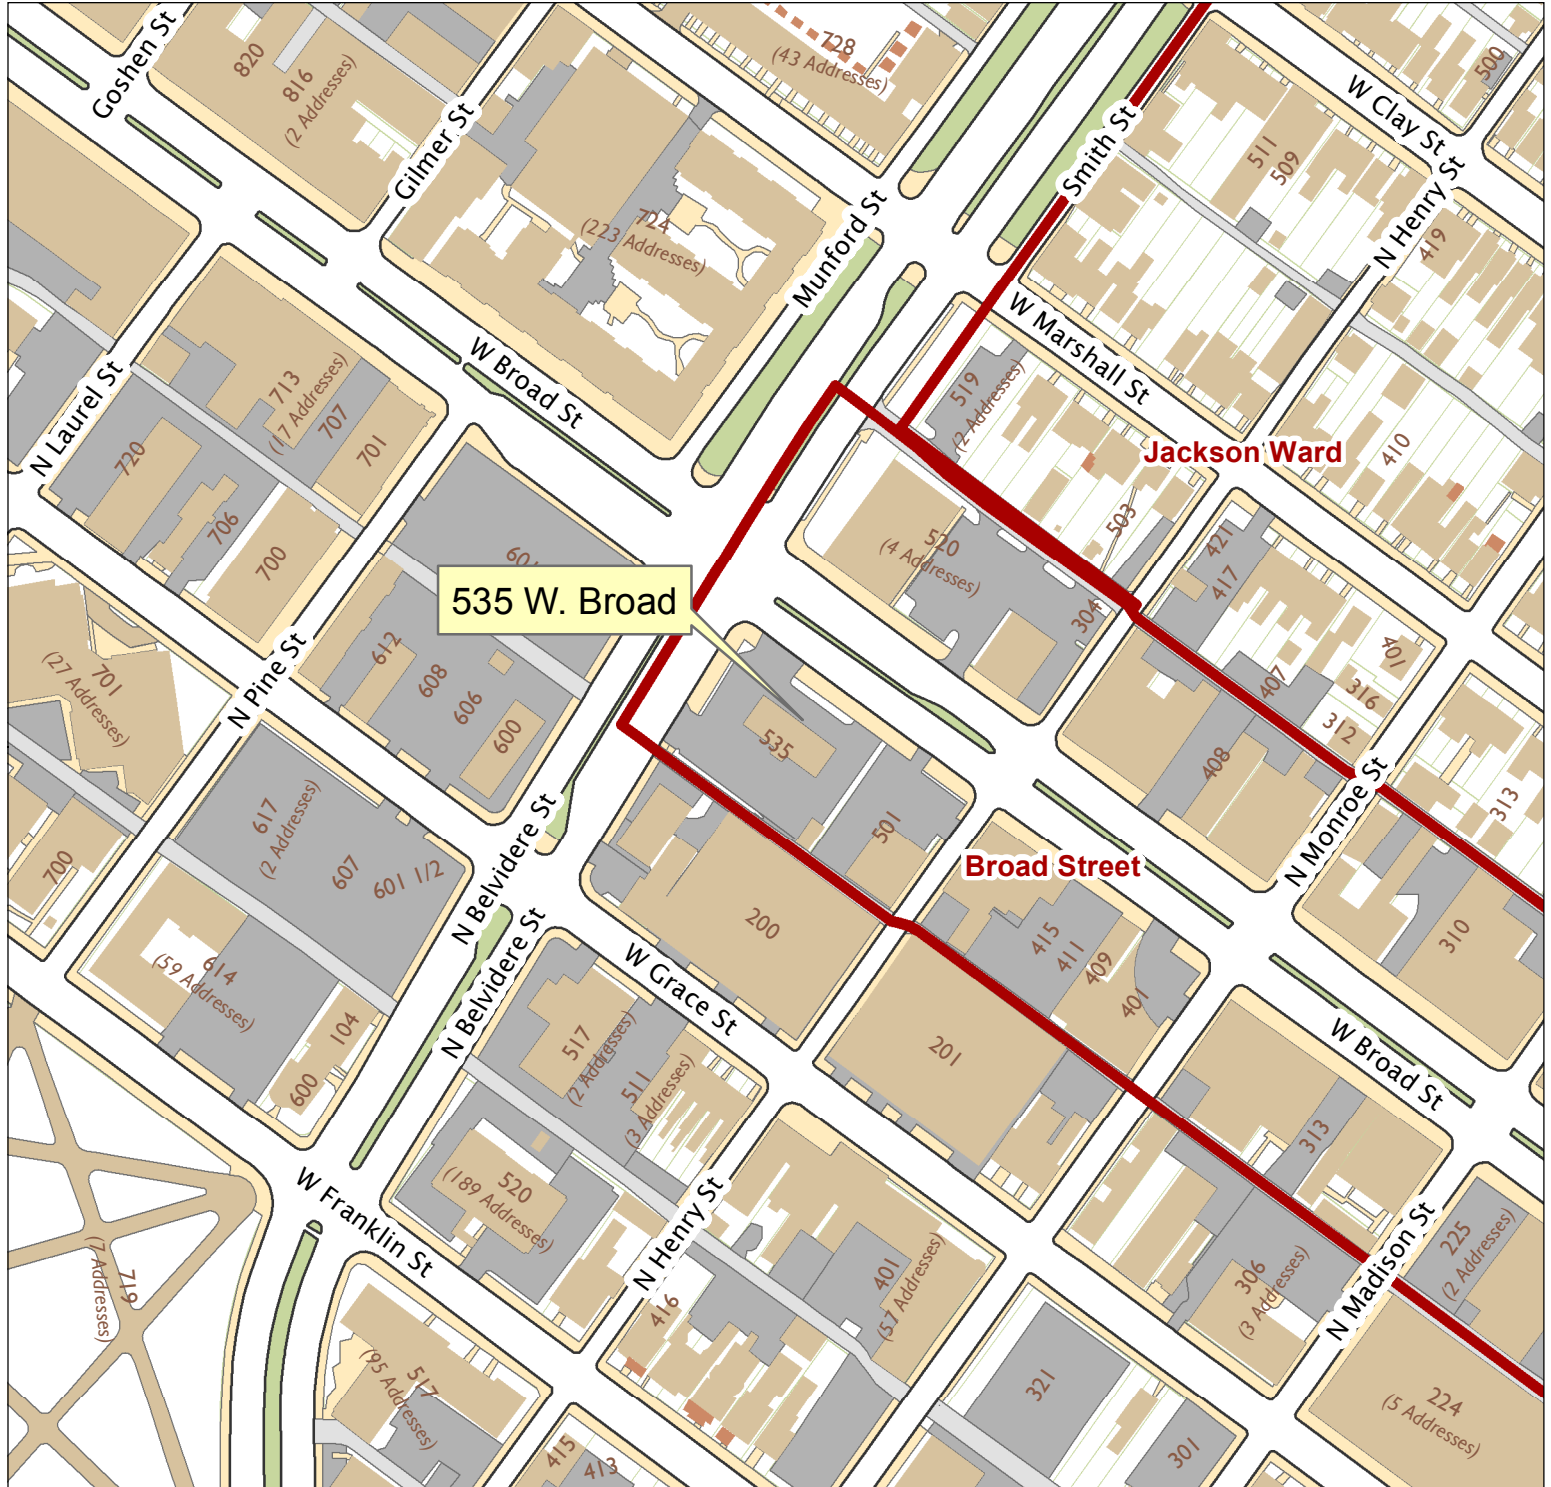 Goshen St
820
816
(2 Addresses)
Gilmer St
728
(43 Addresses)
Smith St
W Clay St
500
511
509
N Henry St
419
724
(223 Addresses)
Munford St
W Marshall St
N Laurel St
713
(17 Addresses)
707
701
W Broad St
519
(2 Addresses)
Jackson Ward
410
720
706
700
520
(4 Addresses)
503
304
421
417
535 W. Broad
612
608
606
600
N Pine St
701
(27 Addresses)
407
401
316
312
535
408
313
N Monroe St
617
(2 Addresses)
607
601 1/2
N Belvidere St
501
Broad Street
700
200
415
411
409
401
310
614
(59 Addresses)
N Belvidere St
W Grace St
104
600
517
(2 Addresses)
511
(3 Addresses)
201
W Broad St
313
520
(189 Addresses)
W Franklin St
N Henry St
719
(7 Addresses)
401
(57 Addresses)
416
306
(3 Addresses)
N Madison St
225
(2 Addresses)
517
(95 Addresses)
321
224
(5 Addresses)
415
413
301